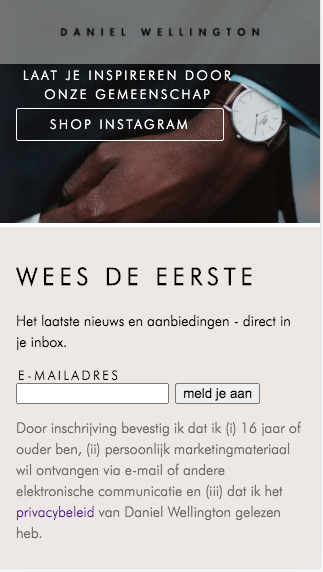 DANIEL WELLINGTON
LAAT JE INSPIREREN DOOR
ONZE GEMEENSCHAP
SHOP INSTAGRAM
WEES DE EERSTE
Het laatste nieuws en aanbiedingen - direct in
je inbox.
E-MAILADRES
meld je aan
Door inschrijving bevestig ik dat ik (i) 16 jaar of
ouder ben, (ii) persoonlijk marketingmateriaal
wil ontvangen via e-mail of andere
elektronische communicatie en (iii) dat ik het
privacybeleid van Daniel Wellington gelezen
heb.